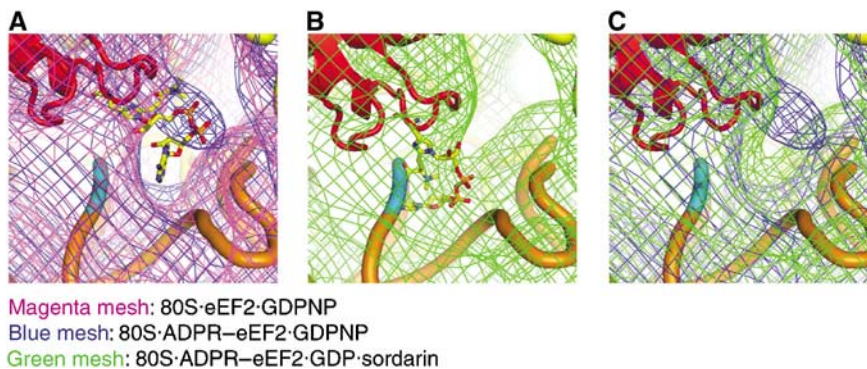 A B C
Magenta mesh: 80S·eEF2·GDPNP
Blue mesh: 80S·ADPR–eEF2·GDPNP
Green mesh: 80S·ADPR–eEF2·GDP·sordarin